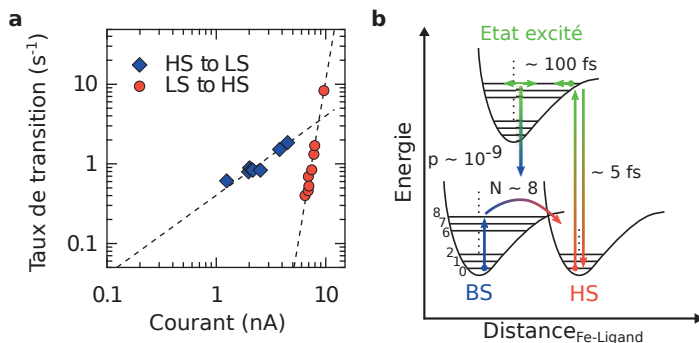 a
Taux de transition (s⁻¹)
10
1
0.1
HS to LS
LS to HS
0.1
1
10
Courant (nA)
b
Energie
Etat excité
~ 100 fs
p ~ 10⁻⁹
~ 5 fs
N ~ 8
8
7
6
2
1
0
BS
HS
Distance Fe-Ligand